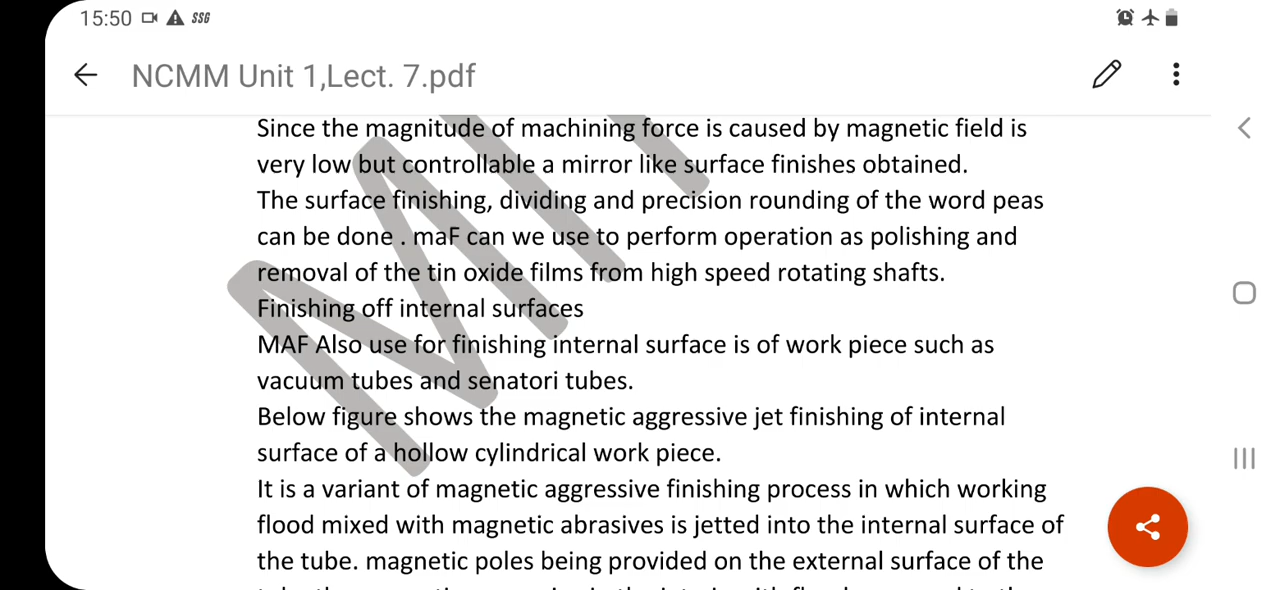 15:50 SSG
NCMM Unit 1,Lect. 7.pdf
Since the magnitude of machining force is caused by magnetic field is
very low but controllable a mirror like surface finishes obtained.
The surface finishing, dividing and precision rounding of the word peas
can be done . maF can we use to perform operation as polishing and
removal of the tin oxide films from high speed rotating shafts.
Finishing off internal surfaces
MAF Also use for finishing internal surface is of work piece such as
vacuum tubes and senatori tubes.
Below figure shows the magnetic aggressive jet finishing of internal
surface of a hollow cylindrical work piece.
It is a variant of magnetic aggressive finishing process in which working
flood mixed with magnetic abrasives is jetted into the internal surface of
the tube. magnetic poles being provided on the external surface of the